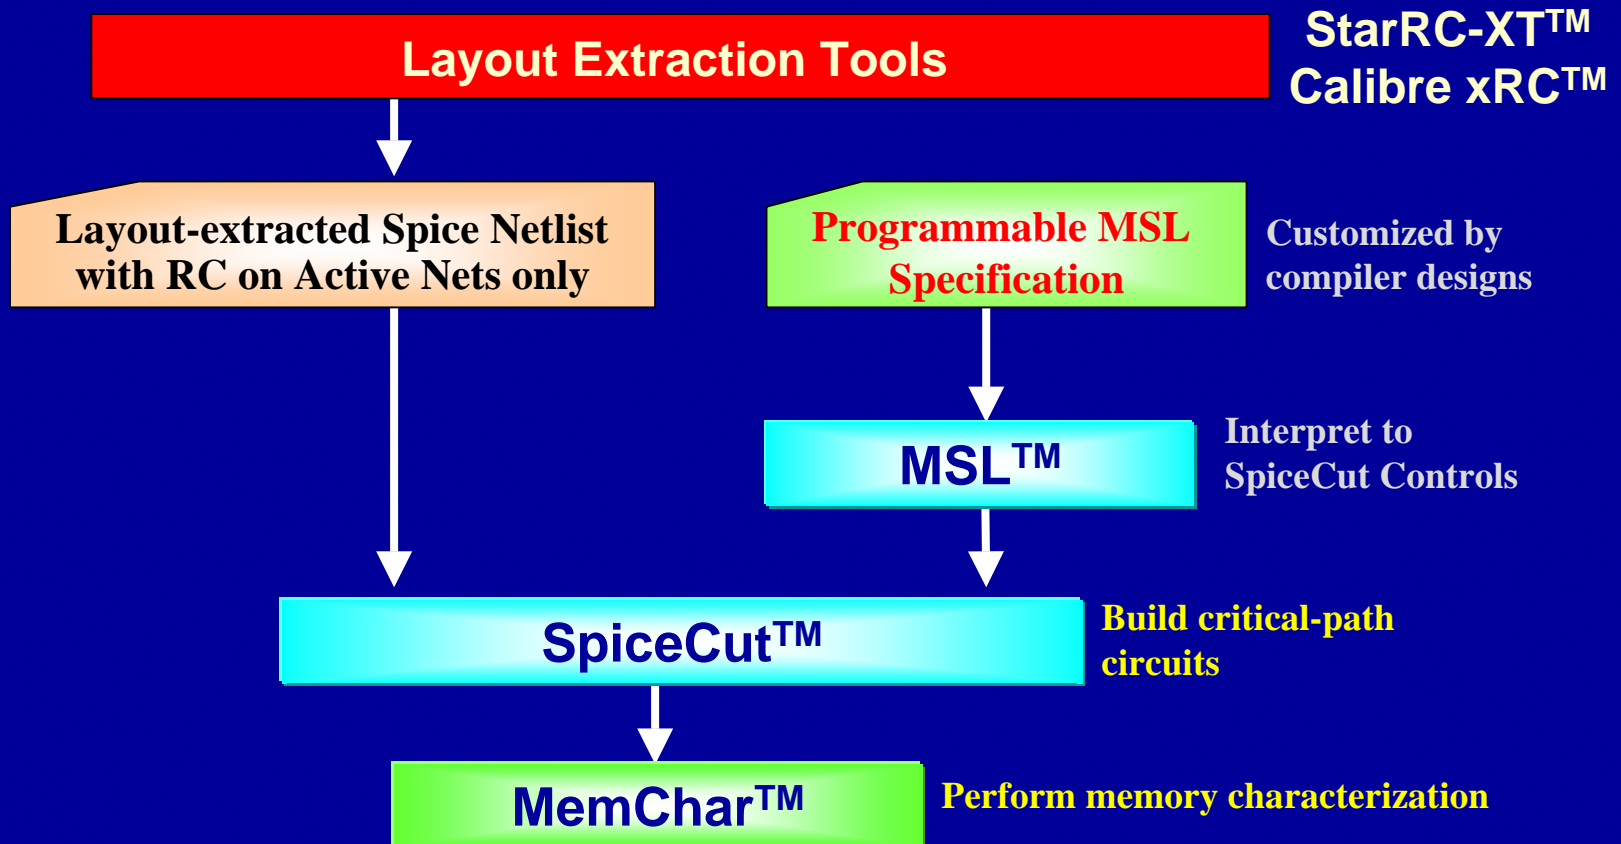 Layout Extraction Tools
StarRC-XT™
Calibre xRC™
Layout-extracted Spice Netlist
with RC on Active Nets only
Programmable MSL
Specification
Customized by
compiler designs
MSL™
Interpret to
SpiceCut Controls
SpiceCut™
Build critical-path
circuits
MemChar™
Perform memory characterization